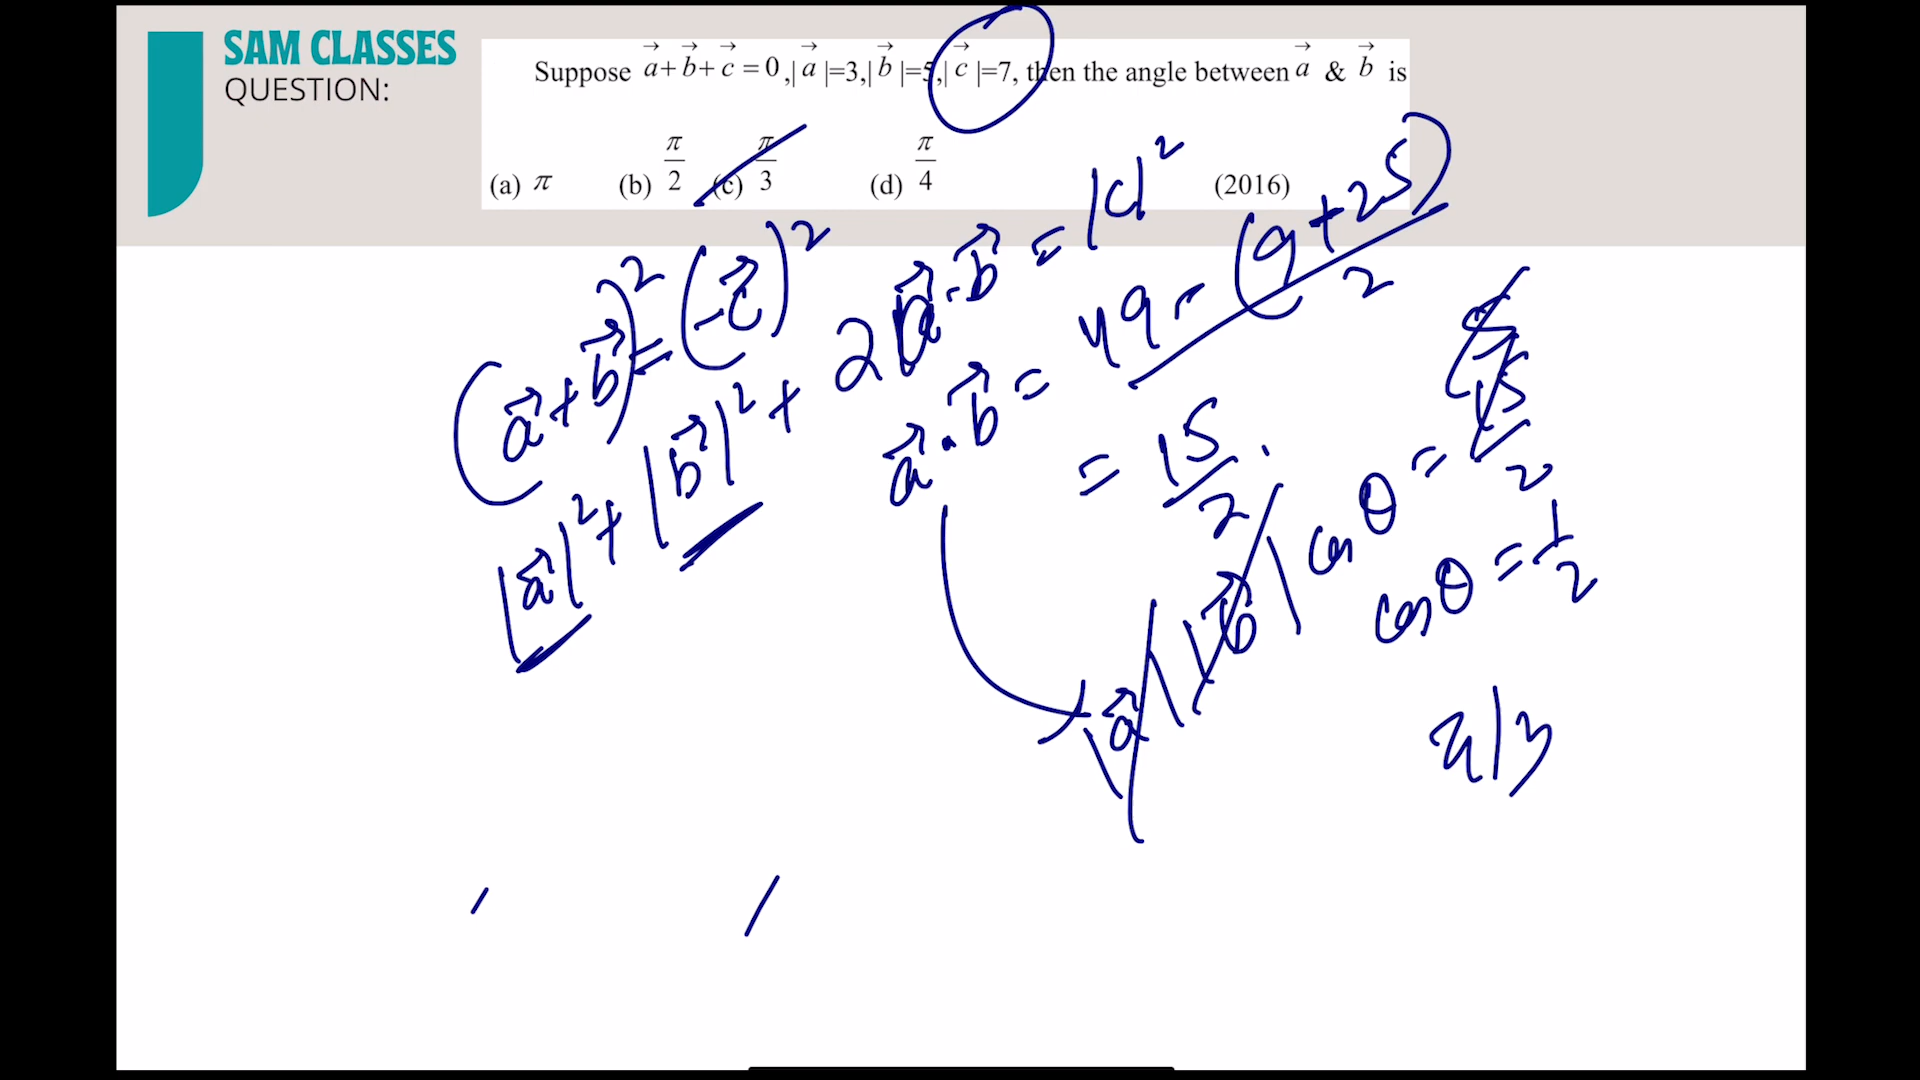 SAM CLASSES
QUESTION:
Suppose a⃗ + b⃗ + c⃗ = 0 ,| a⃗ |=3,| b⃗ |=5,| c⃗ |=7, then the angle between a⃗ & b⃗ is
(a) π (b) π/2 (c) π/3 (d) π/4 (2016)
(a⃗ + b⃗)² = (-c⃗)²
|a⃗|² + |b⃗|² + 2a⃗ · b⃗ = |c|²
a⃗ · b⃗ = 49 - (9+25)/2
= 15/2
|a⃗| |b⃗| cos θ = 15/2
cos θ = 1/2
π/3